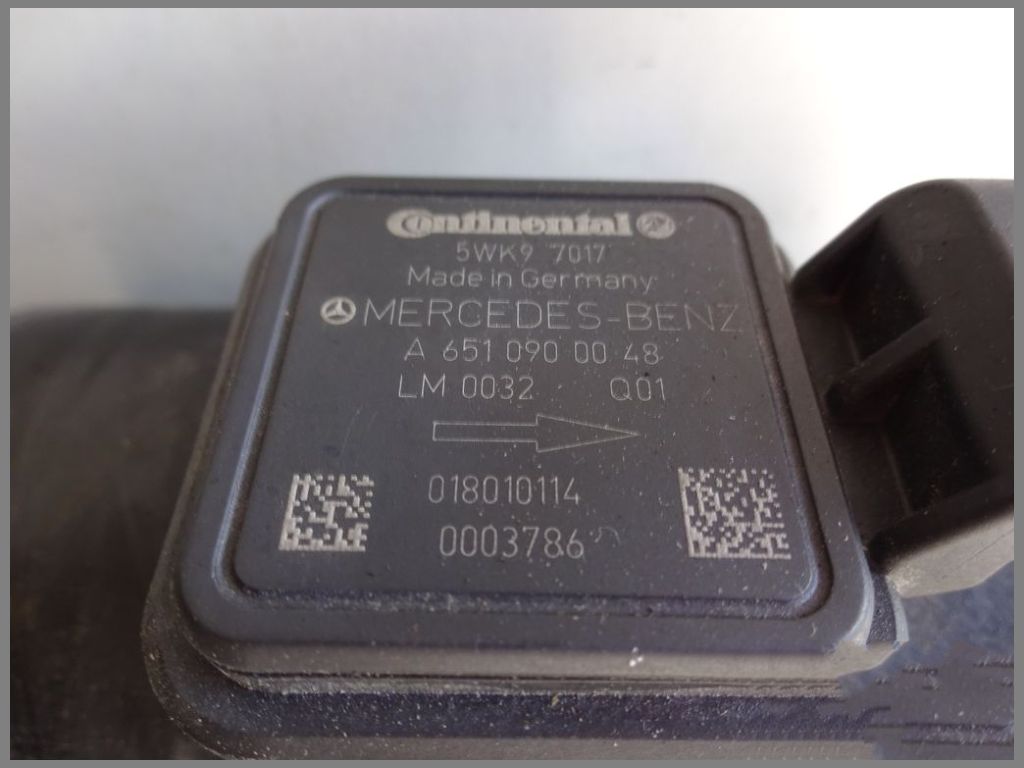 Continental
5WK9 7017
Made in Germany
MERCEDES-BENZ
A 651 090 00 48
LM 0032 Q01
018010114
0003786